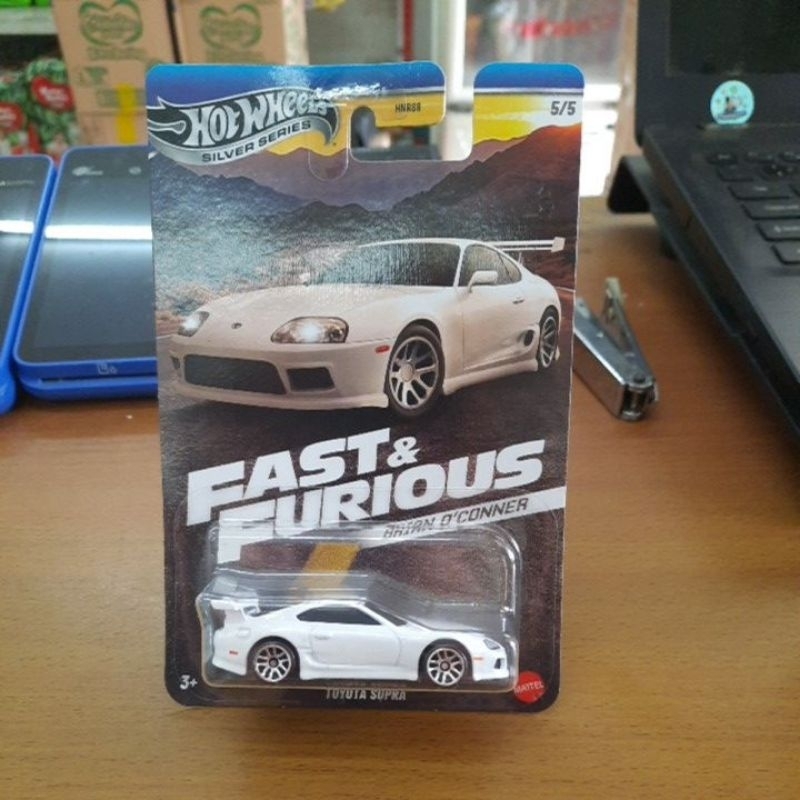 HOT WHEELS
SILVER SERIES
HNR88
5/5
FAST &
FURIOUS
BRIAN O'CONNER
3+
TOYOTA SUPRA
MATTEL